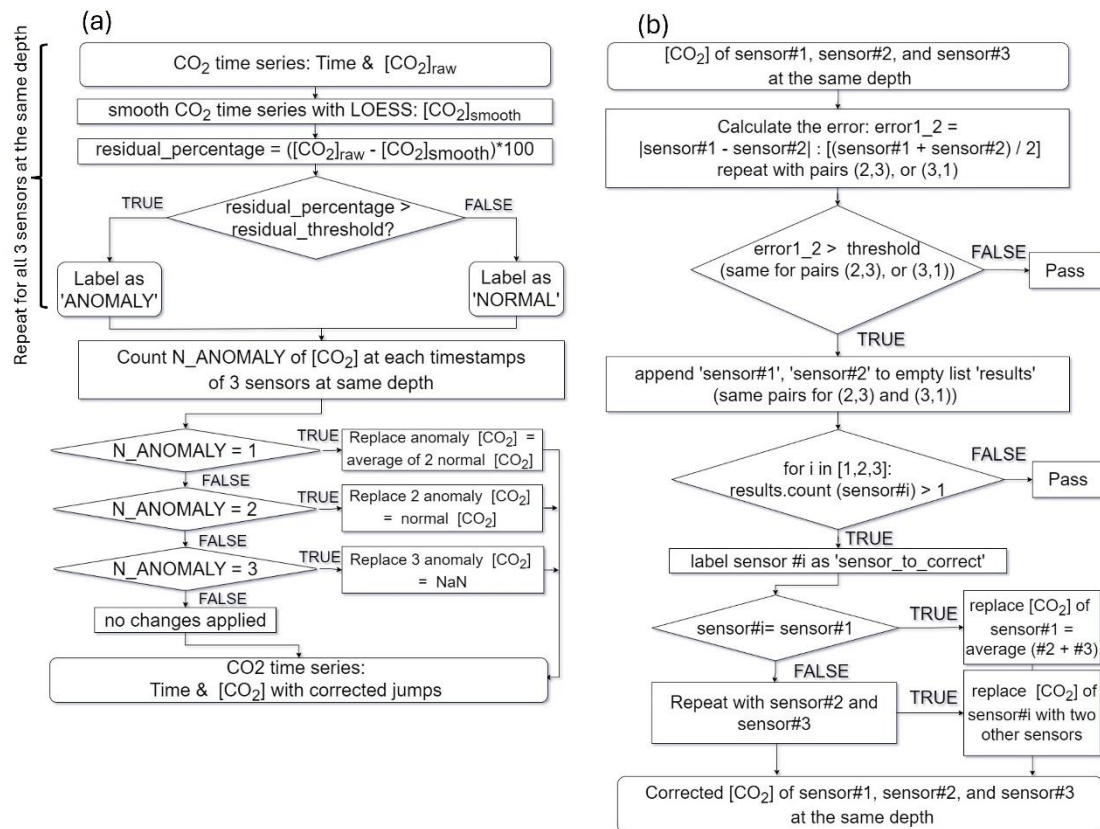 (a)
Repeat for all 3 sensors at the same depth
CO₂ time series: Time & [CO₂]raw
smooth CO₂ time series with LOESS: [CO₂]smooth
residual_percentage = ([CO₂]raw - [CO₂]smooth)*100
residual_percentage >
residual_threshold?
TRUE
FALSE
Label as
'ANOMALY'
Label as
'NORMAL'
Count N_ANOMALY of [CO₂] at each timestamps
of 3 sensors at same depth
N_ANOMALY = 1
TRUE
Replace anomaly [CO₂] =
average of 2 normal [CO₂]
FALSE
N_ANOMALY = 2
TRUE
Replace 2 anomaly [CO₂]
= normal [CO₂]
FALSE
N_ANOMALY = 3
TRUE
Replace 3 anomaly [CO₂]
= NaN
FALSE
no changes applied
CO2 time series:
Time & [CO₂] with corrected jumps
(b)
[CO₂] of sensor#1, sensor#2, and sensor#3
at the same depth
Calculate the error: error1_2 =
|sensor#1 - sensor#2| : [(sensor#1 + sensor#2) / 2]
repeat with pairs (2,3), or (3,1)
error1_2 > threshold
(same for pairs (2,3), or (3,1))
FALSE
Pass
TRUE
append 'sensor#1', 'sensor#2' to empty list 'results'
(same pairs for (2,3) and (3,1))
for i in [1,2,3]:
results.count (sensor#i) > 1
FALSE
Pass
TRUE
label sensor #i as 'sensor_to_correct'
sensor#i= sensor#1
TRUE
replace [CO₂] of
sensor#1 =
average (#2 + #3)
FALSE
Repeat with sensor#2 and
sensor#3
TRUE
replace [CO₂] of
sensor#i with two
other sensors
Corrected [CO₂] of sensor#1, sensor#2, and sensor#3
at the same depth